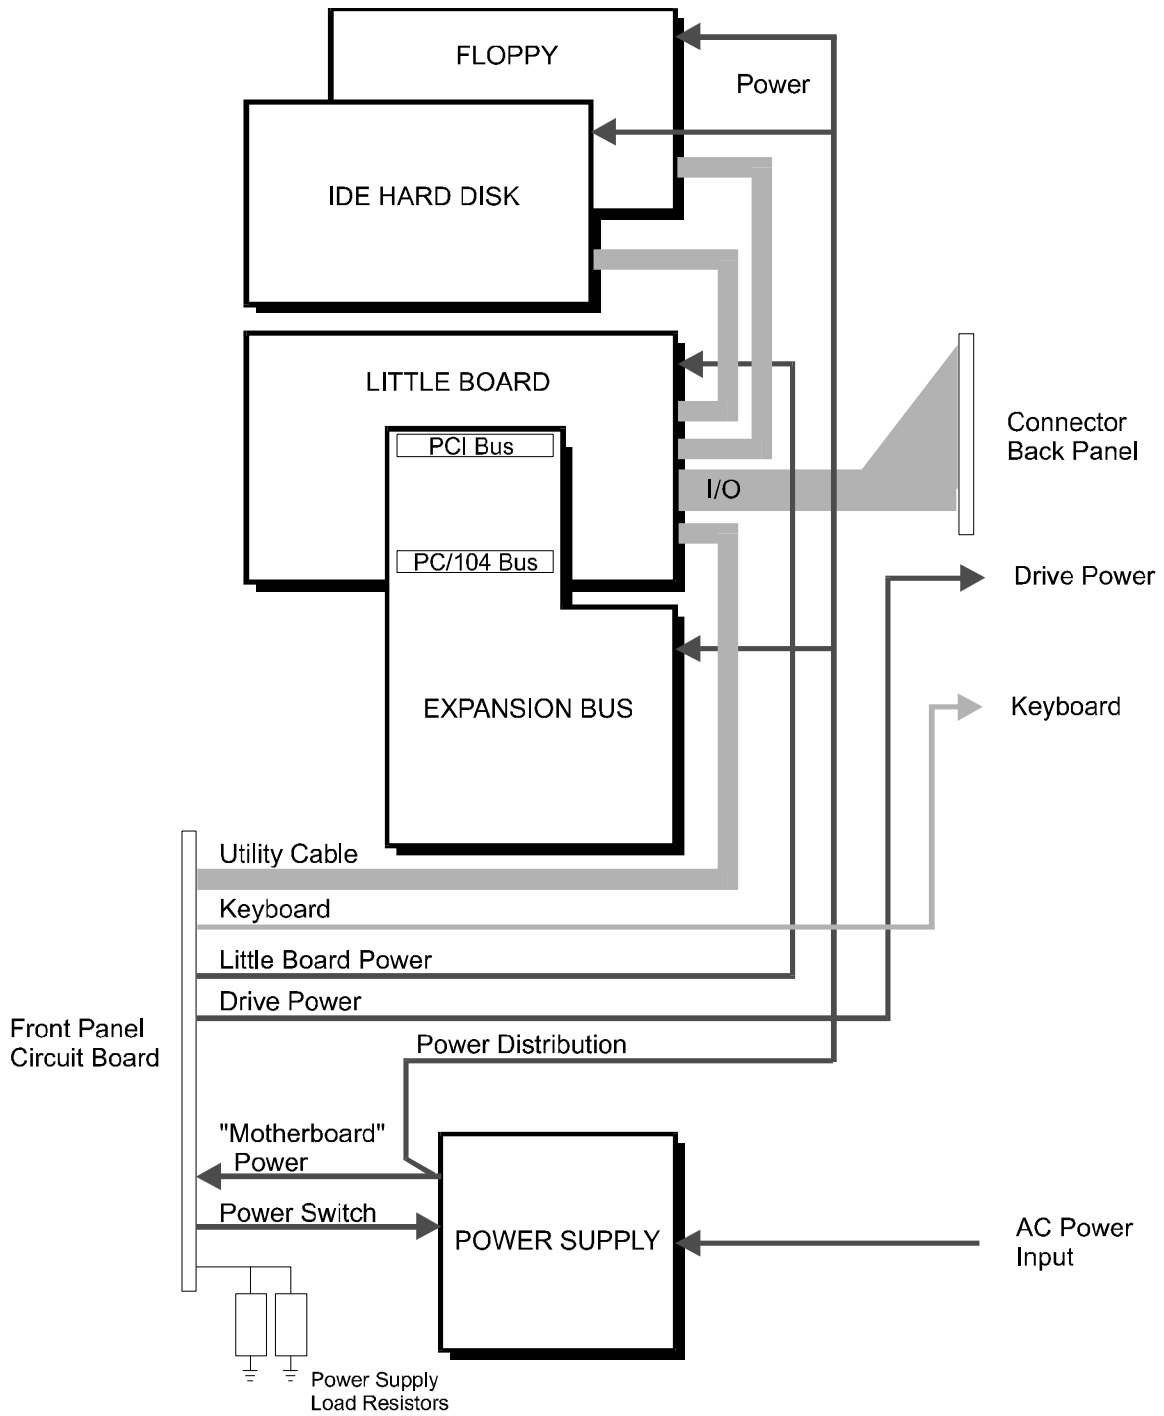 FLOPPY
Power
IDE HARD DISK
LITTLE BOARD
PCI Bus
I/O
Connector
Back Panel
PC/104 Bus
Drive Power
EXPANSION BUS
Keyboard
Utility Cable
Keyboard
Little Board Power
Drive Power
Front Panel
Circuit Board
Power Distribution
"Motherboard"
Power
Power Switch
POWER SUPPLY
AC Power
Input
Power Supply
Load Resistors